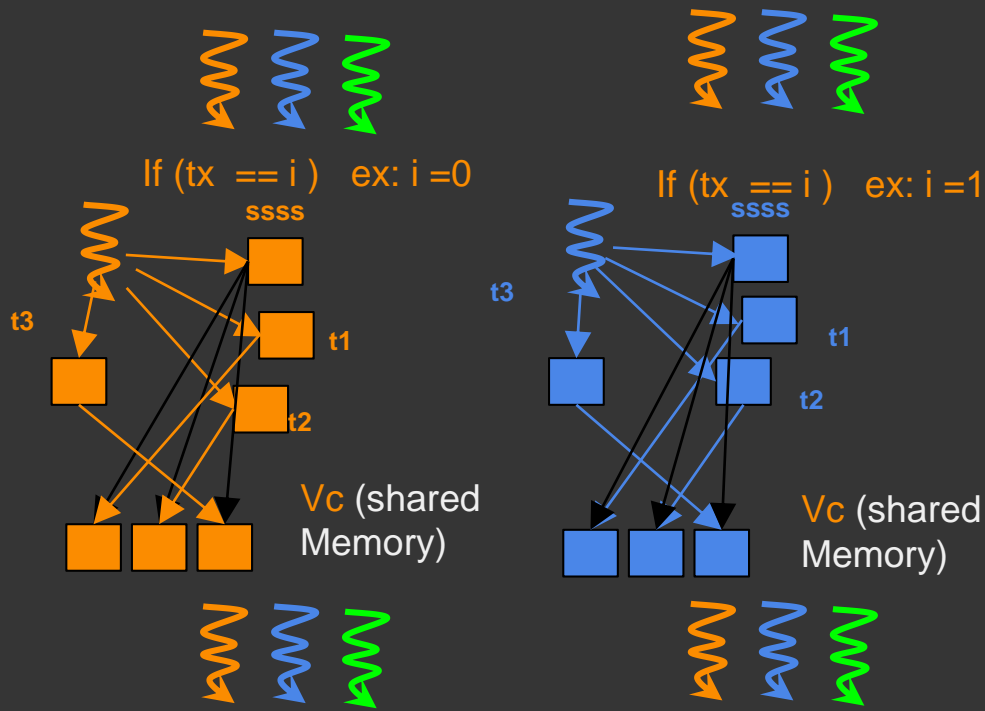 If (tx == i ) ex: i =0
ssss
t3
t1
t2
Vc (shared
Memory)
If (tx == i ) ex: i =1
ssss
t3
t1
t2
Vc (shared
Memory)